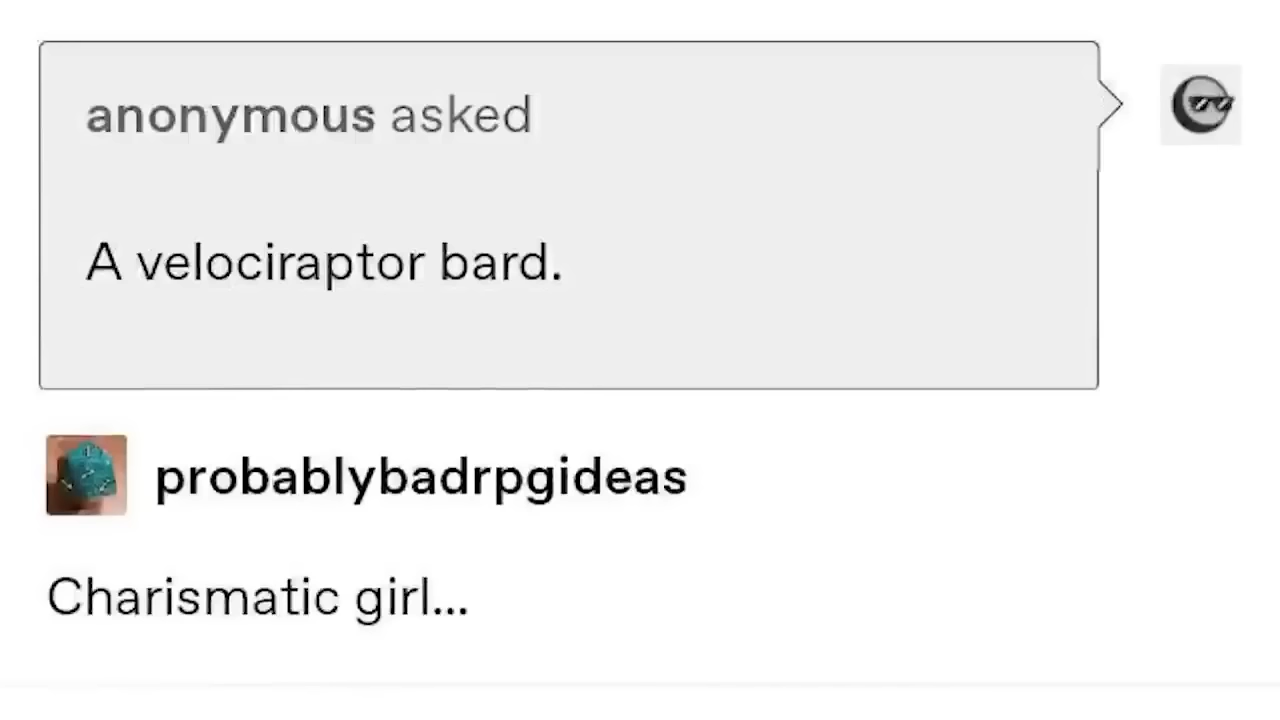 anonymous asked
A velociraptor bard.
probablybadrpgideas
Charismatic girl...